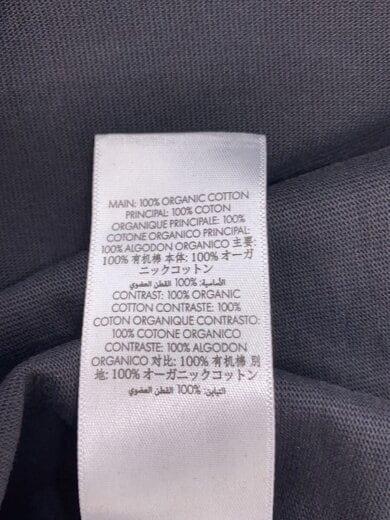 MAIN: 100% ORGANIC COTTON
PRINCIPAL: 100% COTON
ORGANIQUE PRINCIPALE: 100%
COTONE ORGANICO PRINCIPAL:
100% ALGODON ORGANICO 主要:
100% 有机棉 本体: 100% オーガ
ニックコットン
الأساسية: 100% القطن العضوي
CONTRAST: 100% ORGANIC
COTTON CONTRASTE: 100%
COTON ORGANIQUE CONTRASTO:
100% COTONE ORGANICO
CONTRASTE: 100% ALGODON
ORGANICO 对比: 100% 有机棉 別
地: 100% オーガニックコットン
التباين: 100% القطن العضوي